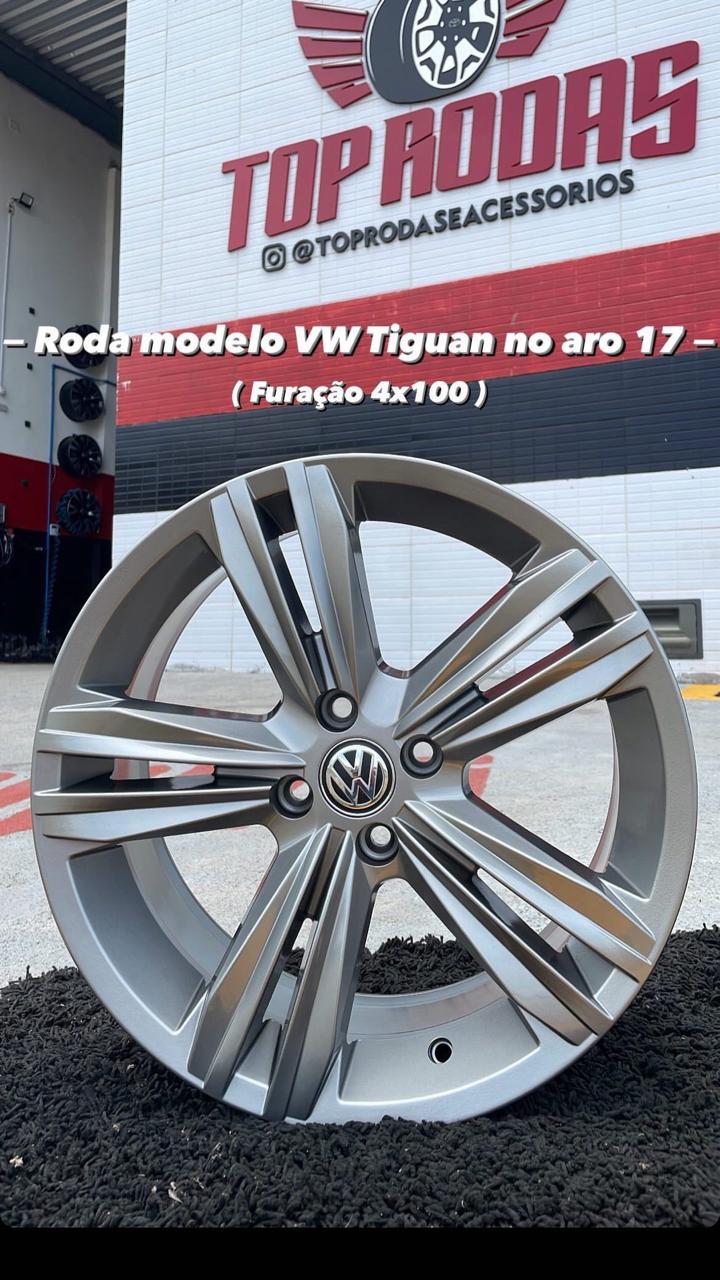 TOP RODAS
@TOPRODASEACESSORIOS
— Roda modelo VW Tiguan no aro 17 —
( Furação 4x100 )
VW